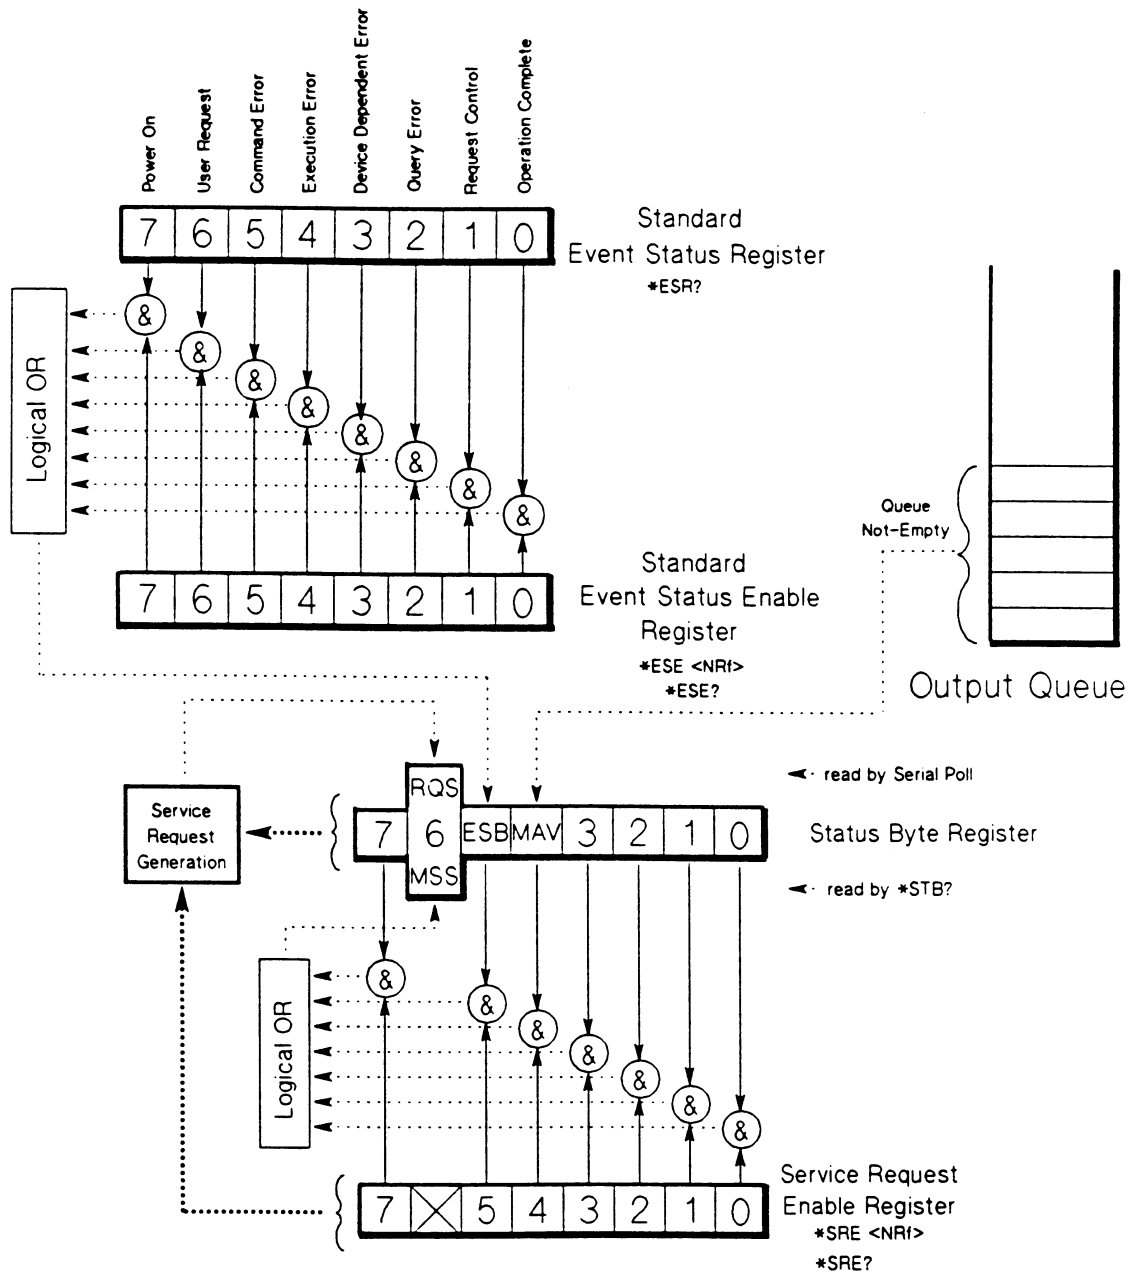 Power On
User Request
Command Error
Execution Error
Device Dependent Error
Query Error
Request Control
Operation Complete
7 6 5 4 3 2 1 0
Standard
Event Status Register
*ESR?
&
&
&
&
&
&
&
&
Logical OR
Queue
Not-Empty
7 6 5 4 3 2 1 0
Standard
Event Status Enable
Register
*ESE <NRf>
*ESE?
Output Queue
Service
Request
Generation
RQS
7 6 ESB MAV 3 2 1 0
MSS
read by Serial Poll
Status Byte Register
read by *STB?
&
&
&
&
&
&
&
Logical OR
7 5 4 3 2 1 0
Service Request
Enable Register
*SRE <NRf>
*SRE?